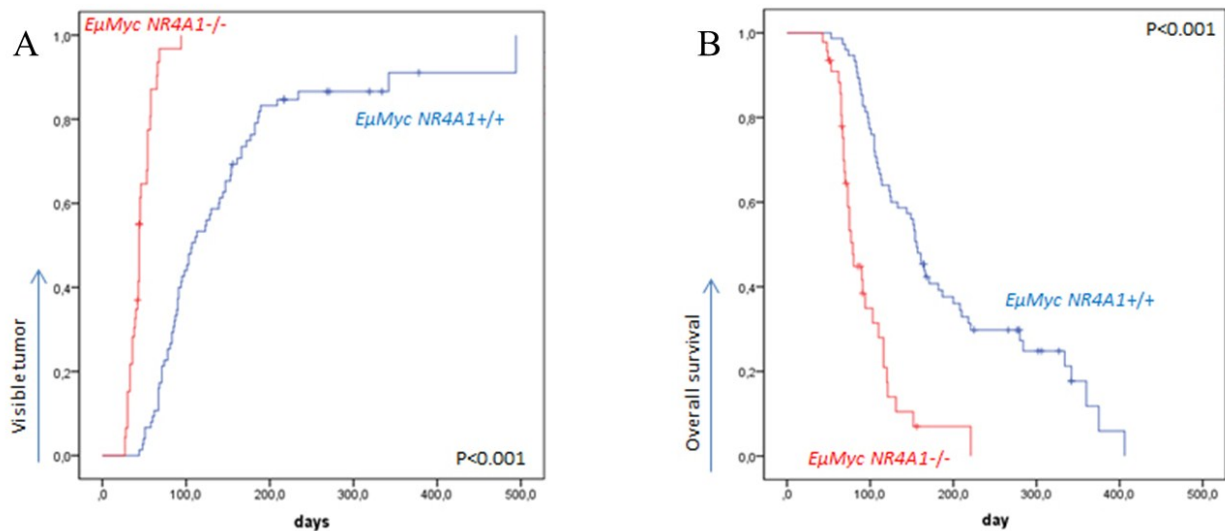 A
EµMyc NR4A1-/-
1,0
0,8
0,6
0,4
0,2
0,0
Visible tumor
EµMyc NR4A1+/+
P<0.001
,0 100,0 200,0 300,0 400,0 500,0
days
B
P<0.001
1,0
0,8
0,6
0,4
0,2
0,0
Overall survival
EµMyc NR4A1+/+
EµMyc NR4A1-/-
,0 100,0 200,0 300,0 400,0 500,0
day